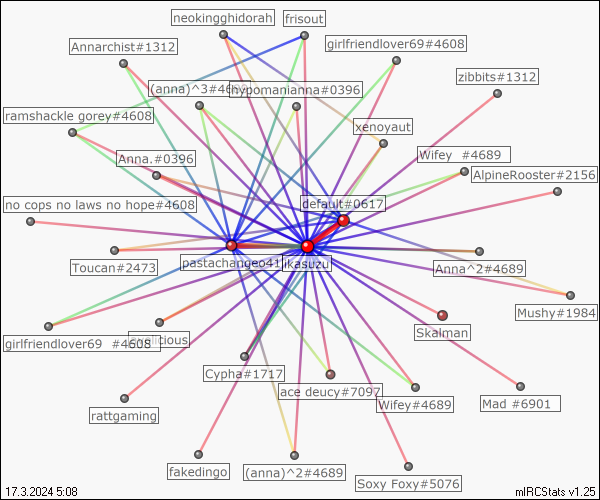 neokingghidorah
frisout
Annarchist#1312
girlfriendlover69#4608
zibbits#1312
(anna)^3#4689
hypomanianna#0396
ramshackle gorey#4608
xenoyaut
Anna.#0396
Wifey #4689
AlpineRooster#2156
no cops no laws no hope#4608
default#0617
pastachangeo41
ikasuzu
Toucan#2473
Anna^2#4689
Mushy#1984
girlfriendlover69 #4608
Skalman
Cypha#1717
ace deucy#7097
Wifey#4689
Mad #6901
rattgaming
fakedingo
(anna)^2#4689
Soxy Foxy#5076
17.3.2024 5:08
mIRCStats v1.25